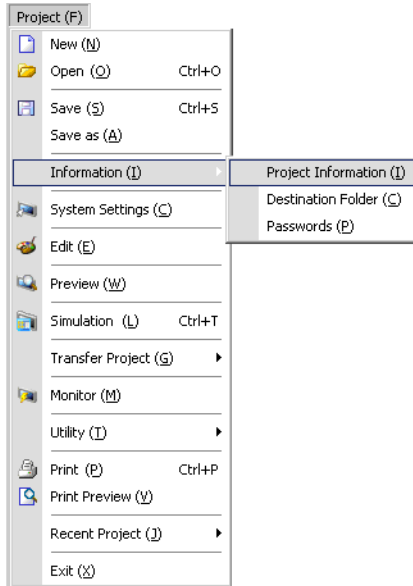 Project (F)
New (N)
Open (O) Ctrl+O
Save (S) Ctrl+S
Save as (A)
Information (I)
Project Information (I)
Destination Folder (C)
Passwords (P)
System Settings (C)
Edit (E)
Preview (W)
Simulation (L) Ctrl+T
Transfer Project (G)
Monitor (M)
Utility (T)
Print (P) Ctrl+P
Print Preview (V)
Recent Project (J)
Exit (X)